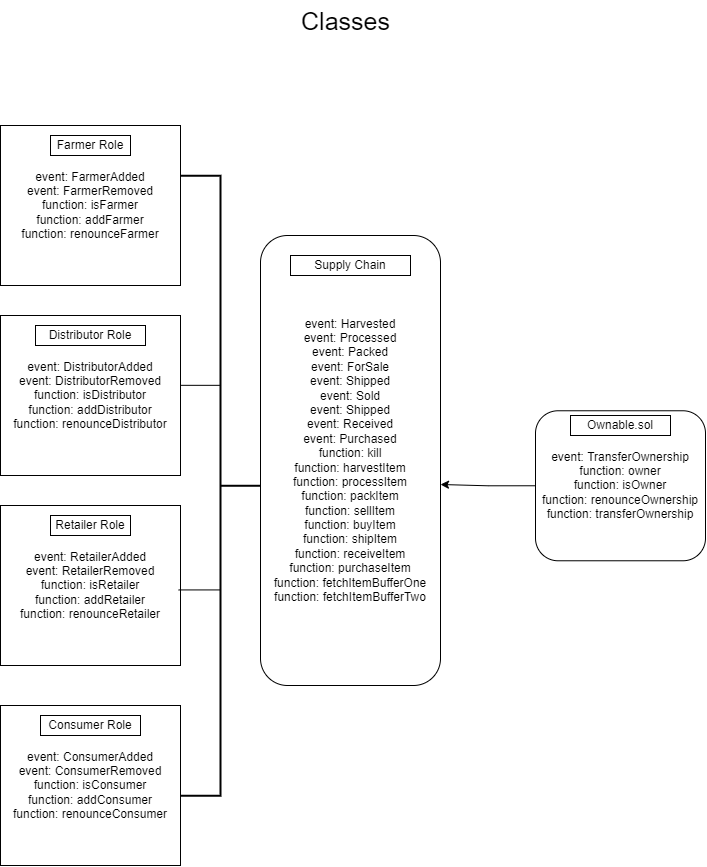 Classes
Farmer Role
event: FarmerAdded
event: FarmerRemoved
function: isFarmer
function: addFarmer
function: renounceFarmer
Distributor Role
event: DistributorAdded
event: DistributorRemoved
function: isDistributor
function: addDistributor
function: renounceDistributor
Retailer Role
event: RetailerAdded
event: RetailerRemoved
function: isRetailer
function: addRetailer
function: renounceRetailer
Consumer Role
event: ConsumerAdded
event: ConsumerRemoved
function: isConsumer
function: addConsumer
function: renounceConsumer
Supply Chain
event: Harvested
event: Processed
event: Packed
event: ForSale
event: Shipped
event: Sold
event: Shipped
event: Received
event: Purchased
function: kill
function: harvestItem
function: processItem
function: packItem
function: sellItem
function: buyItem
function: shipItem
function: receiveItem
function: purchaseItem
function: fetchItemBufferOne
function: fetchItemBufferTwo
Ownable.sol
event: TransferOwnership
function: owner
function: isOwner
function: renounceOwnership
function: transferOwnership